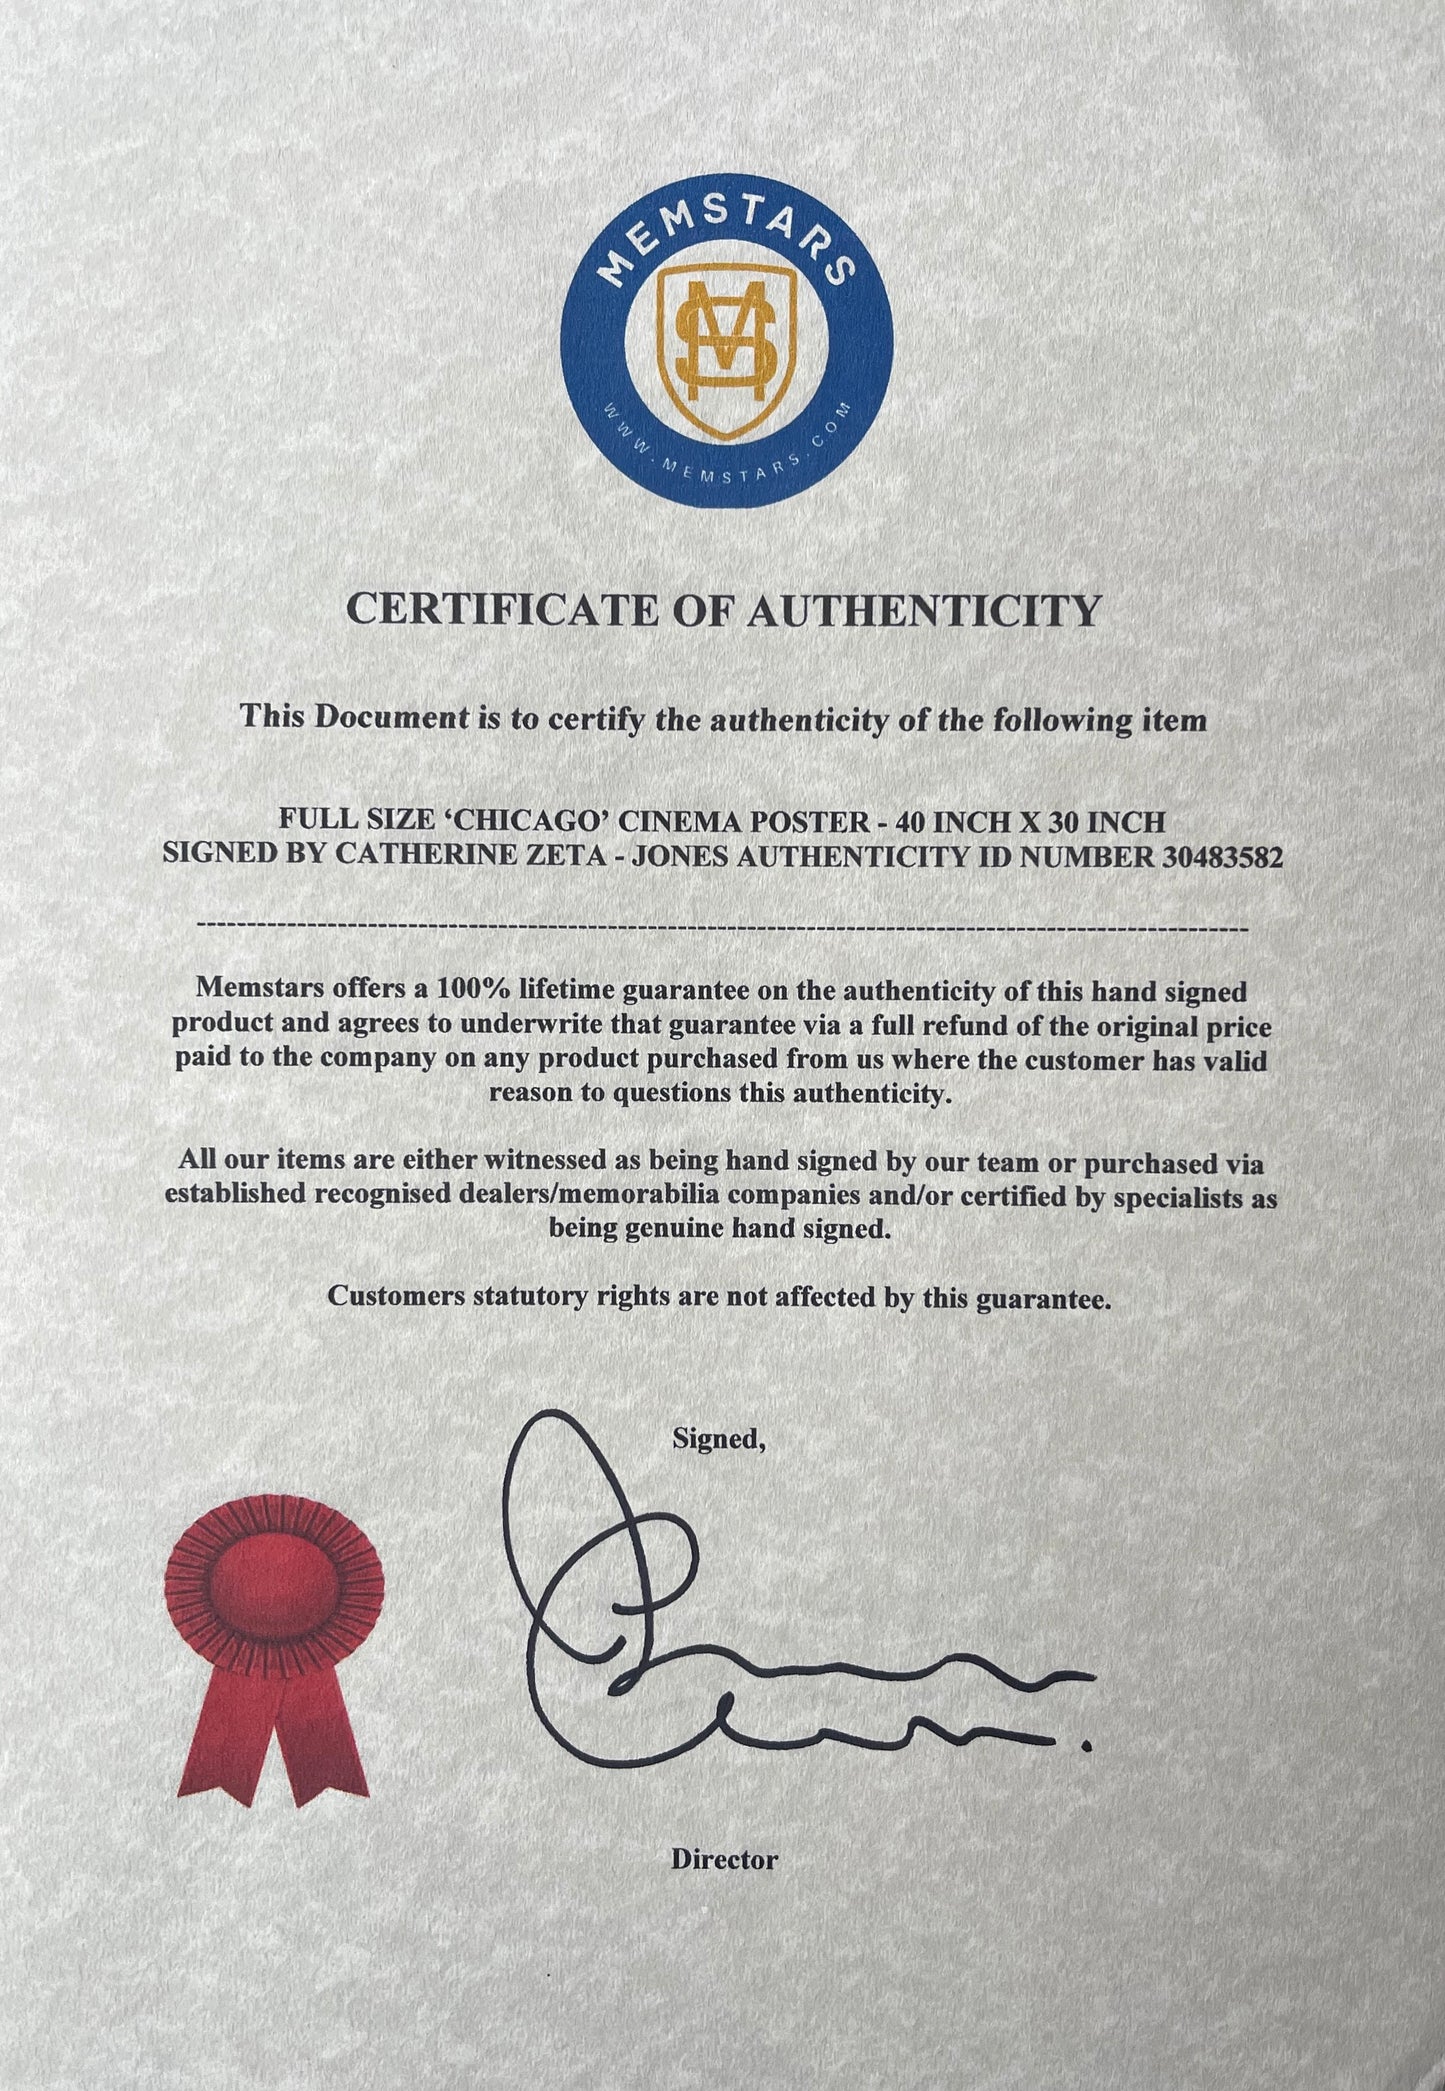 MEMSTARS
WWW.MEMSTARS.COM
CERTIFICATE OF AUTHENTICITY
This Document is to certify the authenticity of the following item
FULL SIZE ‘CHICAGO’ CINEMA POSTER - 40 INCH X 30 INCH
SIGNED BY CATHERINE ZETA - JONES AUTHENTICITY ID NUMBER 30483582
Memstars offers a 100% lifetime guarantee on the authenticity of this hand signed
product and agrees to underwrite that guarantee via a full refund of the original price
paid to the company on any product purchased from us where the customer has valid
reason to questions this authenticity.
All our items are either witnessed as being hand signed by our team or purchased via
established recognised dealers/memorabilia companies and/or certified by specialists as
being genuine hand signed.
Customers statutory rights are not affected by this guarantee.
Signed,
Director